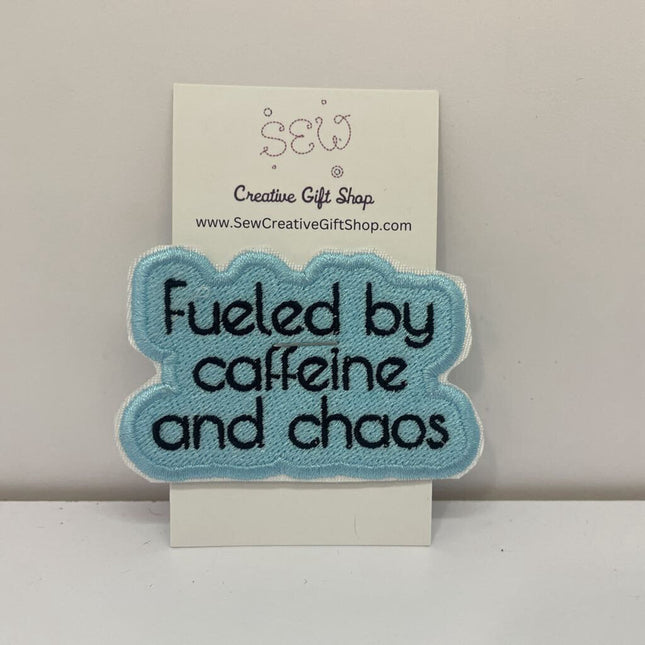 SEW
Creative Gift Shop
www.SewCreativeGiftShop.com
Fueled by
caffeine
and chaos